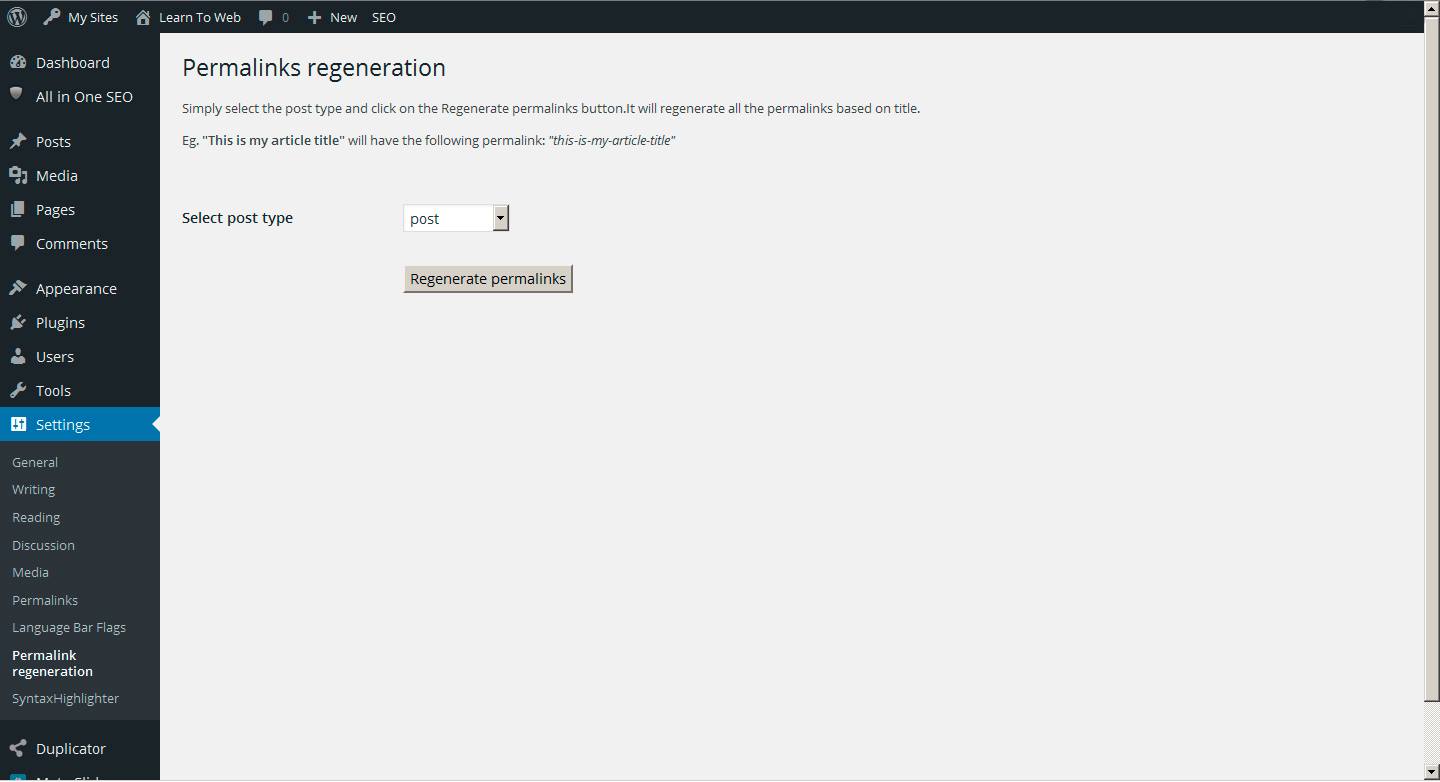 My Sites Learn To Web 0 New SEO
Dashboard
All in One SEO
Posts
Media
Pages
Comments
Appearance
Plugins
Users
Tools
Settings
General
Writing
Reading
Discussion
Media
Permalinks
Language Bar Flags
Permalink
regeneration
SyntaxHighlighter
Duplicator
Permalinks regeneration
Simply select the post type and click on the Regenerate permalinks button.It will regenerate all the permalinks based on title.
Eg. "This is my article title" will have the following permalink: "this-is-my-article-title"
Select post type post
Regenerate permalinks